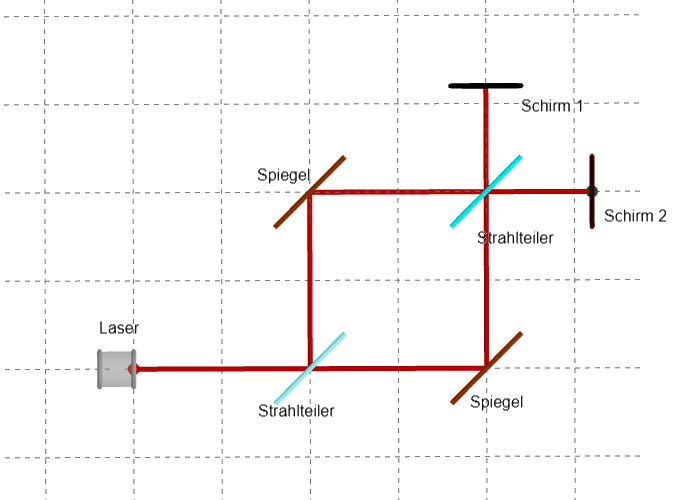 Schirm 1
Spiegel
Schirm 2
Strahlteiler
Laser
Spiegel
Strahlteiler